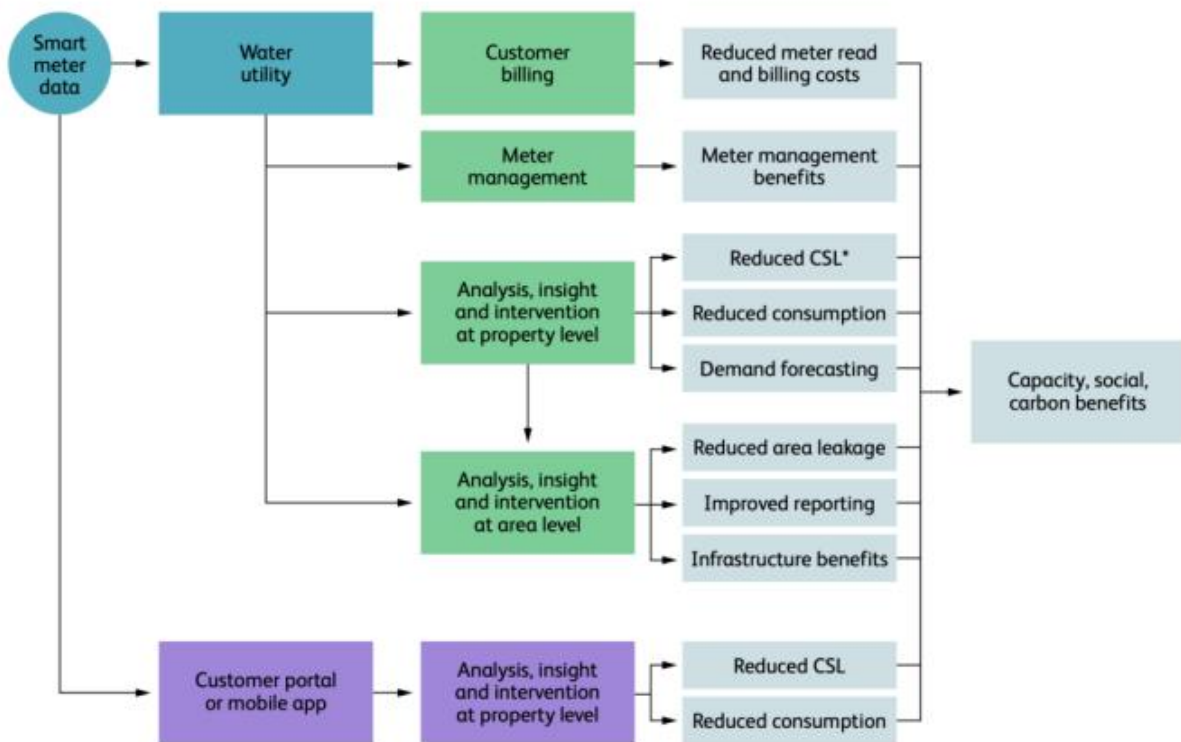 Smart
meter
data
Water
utility
Customer
billing
Reduced meter read
and billing costs
Meter
management
Meter management
benefits
Analysis, insight
and intervention
at property level
Reduced CSL*
Reduced consumption
Demand forecasting
Capacity, social,
carbon benefits
Analysis, insight
and intervention
at area level
Reduced area leakage
Improved reporting
Infrastructure benefits
Customer portal
or mobile app
Analysis, insight
and intervention
at property level
Reduced CSL
Reduced consumption